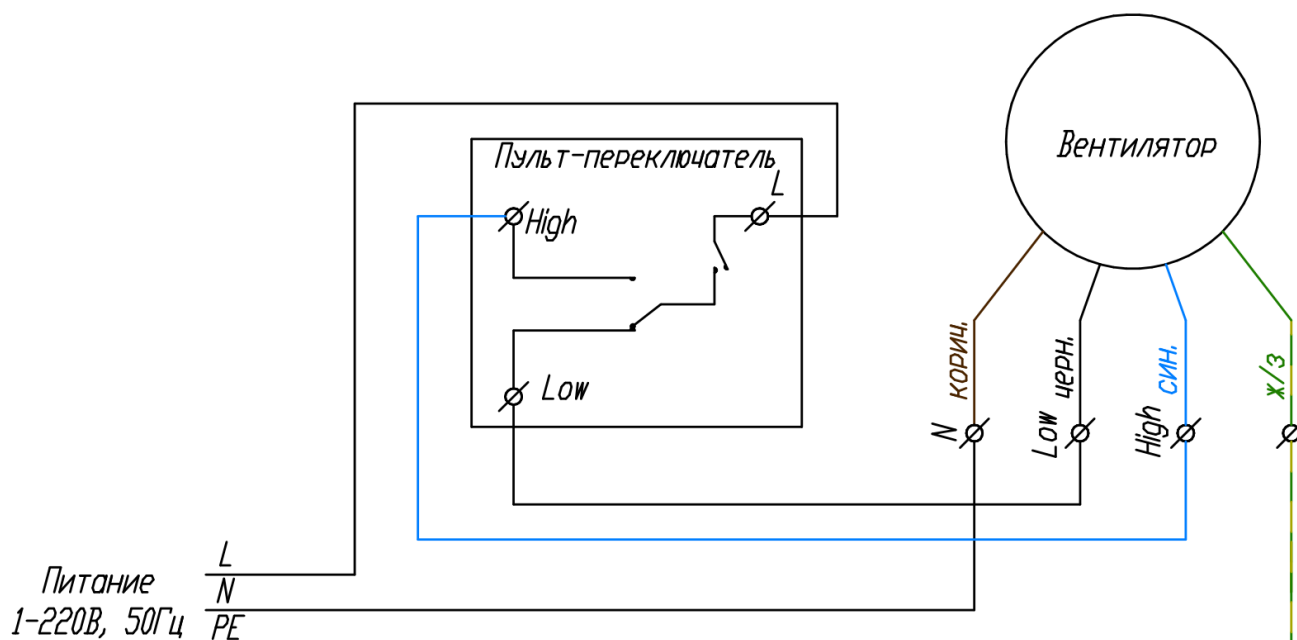 Пульт-переключатель
L
High
Low
Вентилятор
корич.
черн.
син.
ж/з
N
Low
High
Питание
1-220В, 50Гц
L
N
PE